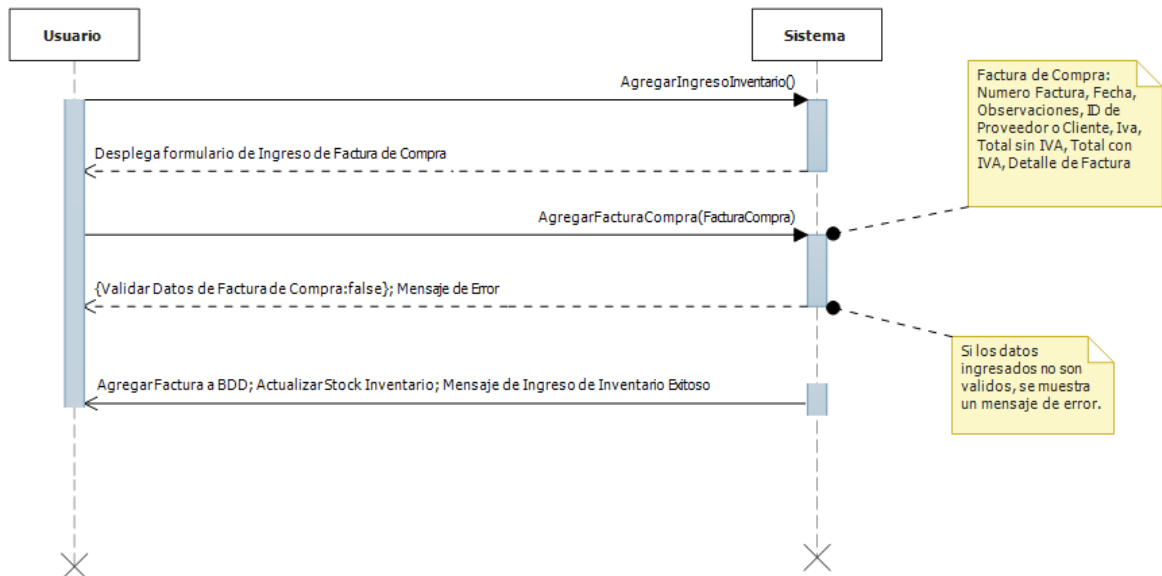 Usuario
Sistema
AgregarIngresoInventario()
Factura de Compra:
Numero Factura, Fecha,
Observaciones, ID de
Proveedor o Cliente, Iva,
Total sin IVA, Total con
IVA, Detalle de Factura
Desplega formulario de Ingreso de Factura de Compra
AgregarFacturaCompra(FacturaCompra)
{Validar Datos de Factura de Compra:false}; Mensaje de Error
Si los datos
ingresados no son
validos, se muestra
un mensaje de error.
AgregarFactura a BDD; ActualizarStock Inventario; Mensaje de Ingreso de Inventario Exitoso